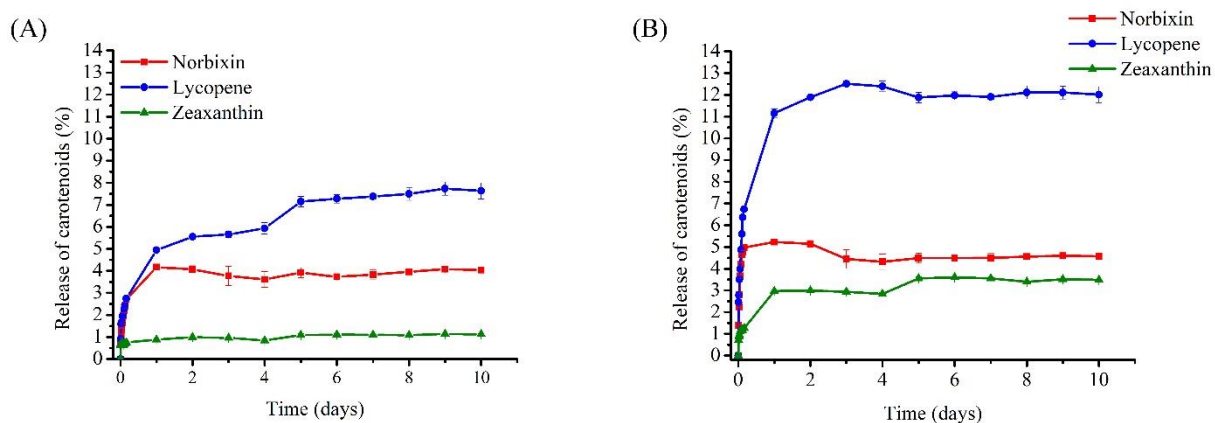 (A)
Norbixin
Lycopene
Zeaxanthin
Release of carotenoids (%)
14
13
12
11
10
9
8
7
6
5
4
3
2
1
0
0 2 4 6 8 10
Time (days)
(B)
Norbixin
Lycopene
Zeaxanthin
Release of carotenoids (%)
14
13
12
11
10
9
8
7
6
5
4
3
2
1
0
0 2 4 6 8 10
Time (days)